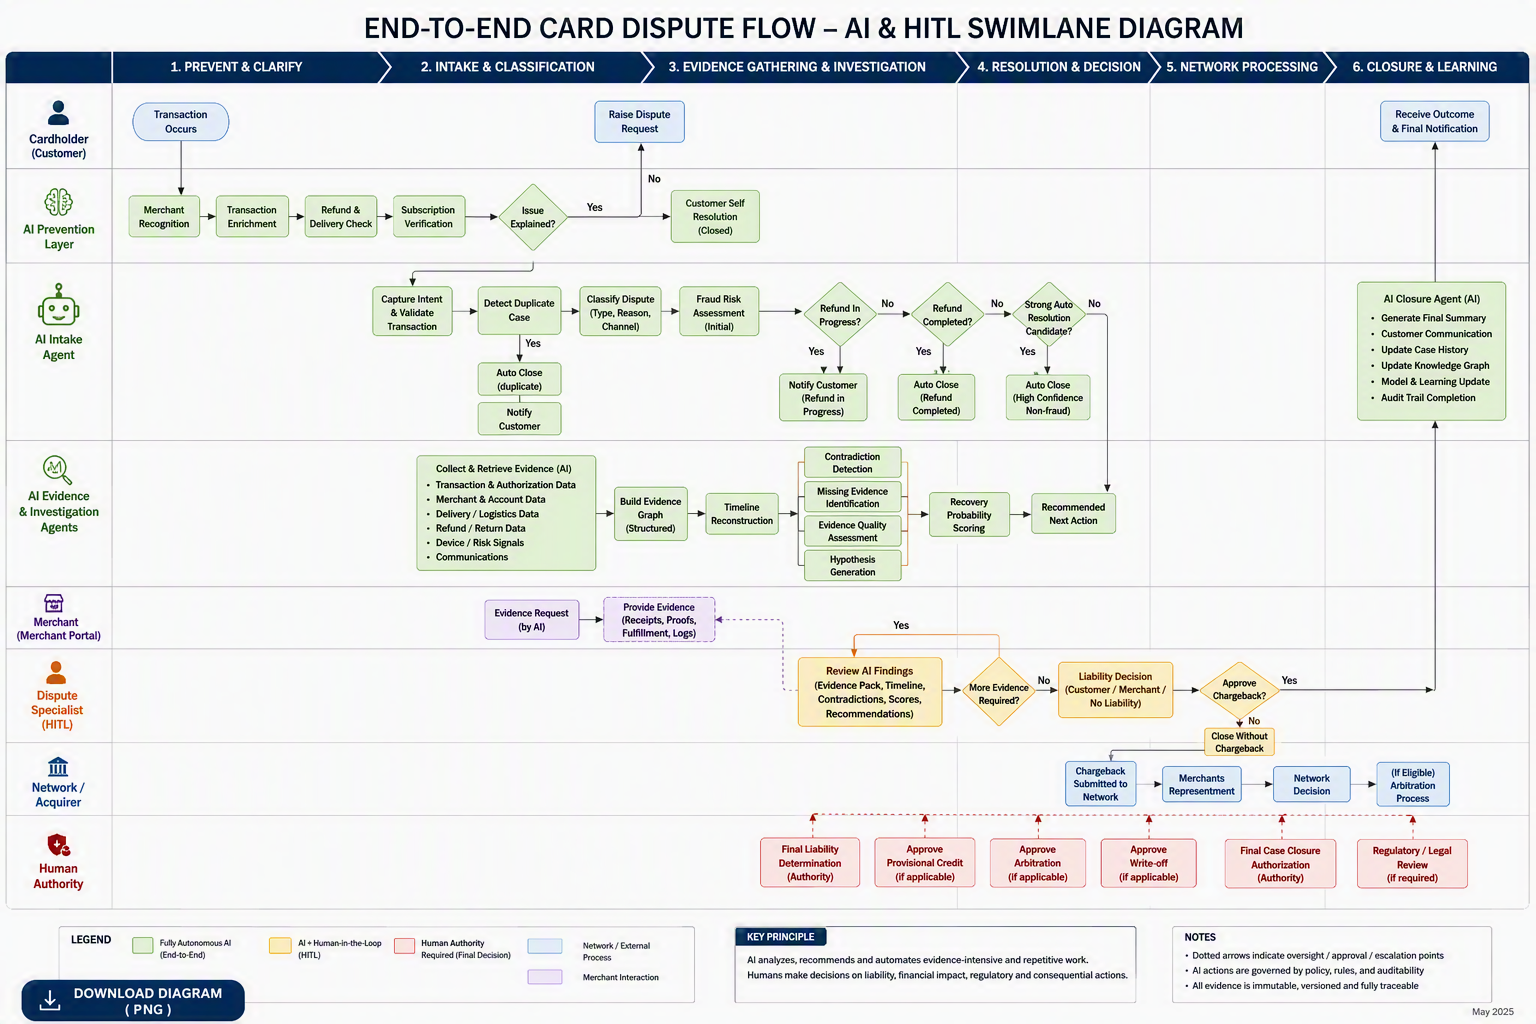 END-TO-END CARD DISPUTE FLOW – AI & HITL SWIMLANE DIAGRAM
1. PREVENT & CLARIFY
2. INTAKE & CLASSIFICATION
3. EVIDENCE GATHERING & INVESTIGATION
4. RESOLUTION & DECISION
5. NETWORK PROCESSING
6. CLOSURE & LEARNING
Cardholder
(Customer)
Transaction
Occurs
Raise Dispute
Request
Receive Outcome
& Final Notification
AI Prevention
Layer
Merchant
Recognition
Transaction
Enrichment
Refund &
Delivery Check
Subscription
Verification
Issue
Explained?
Yes
No
Customer Self
Resolution
(Closed)
AI Intake
Agent
Capture Intent
& Validate
Transaction
Detect Duplicate
Case
Yes
Auto Close
(duplicate)
Notify
Customer
Classify Dispute
(Type, Reason,
Channel)
Fraud Risk
Assessment
(Initial)
Refund In
Progress?
No
Yes
Notify Customer
(Refund in
Progress)
Refund
Completed?
No
Yes
Auto Close
(Refund
Completed)
Strong Auto
Resolution
Candidate?
No
Yes
Auto Close
(High Confidence
Non-fraud)
AI Closure Agent (AI)
• Generate Final Summary
• Customer Communication
• Update Case History
• Update Knowledge Graph
• Model & Learning Update
• Audit Trail Completion
AI Evidence
& Investigation
Agents
Collect & Retrieve Evidence (AI)
• Transaction & Authorization Data
• Merchant & Account Data
• Delivery / Logistics Data
• Refund / Return Data
• Device / Risk Signals
• Communications
Build Evidence
Graph
(Structured)
Timeline
Reconstruction
Contradiction
Detection
Missing Evidence
Identification
Evidence Quality
Assessment
Hypothesis
Generation
Recovery
Probability
Scoring
Recommended
Next Action
Merchant
(Merchant Portal)
Evidence Request
(by AI)
Provide Evidence
(Receipts, Proofs,
Fulfillment, Logs)
Dispute
Specialist
(HITL)
Review AI Findings
(Evidence Pack, Timeline,
Contradictions, Scores,
Recommendations)
Yes
More Evidence
Required?
No
Liability Decision
(Customer / Merchant /
No Liability)
Approve
Chargeback?
Yes
No
Close Without
Chargeback
Network /
Acquirer
Chargeback
Submitted to
Network
Merchants
Representment
Network
Decision
(If Eligible)
Arbitration
Process
Human
Authority
Final Liability
Determination
(Authority)
Approve
Provisional Credit
(if applicable)
Approve
Arbitration
(if applicable)
Approve
Write-off
(if applicable)
Final Case Closure
Authorization
(Authority)
Regulatory / Legal
Review
(if required)
LEGEND
Fully Autonomous AI
(End-to-End)
AI + Human-in-the-Loop
(HITL)
Human Authority
Required (Final Decision)
Network / External
Process
Merchant Interaction
KEY PRINCIPLE
AI analyzes, recommends and automates evidence-intensive and repetitive work.
Humans make decisions on liability, financial impact, regulatory and consequential actions.
NOTES
• Dotted arrows indicate oversight / approval / escalation points
• AI actions are governed by policy, rules, and auditability
• All evidence is immutable, versioned and fully traceable
DOWNLOAD DIAGRAM
( PNG )
May 2025